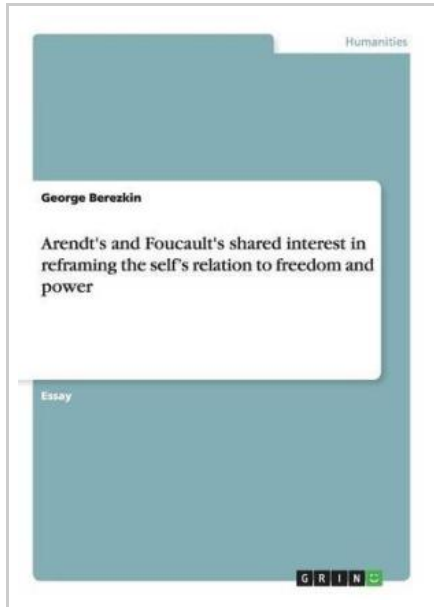 Humanities
George Berezkin
Arendt's and Foucault's shared interest in
reframing the self's relation to freedom and
power
Essay
GRIN